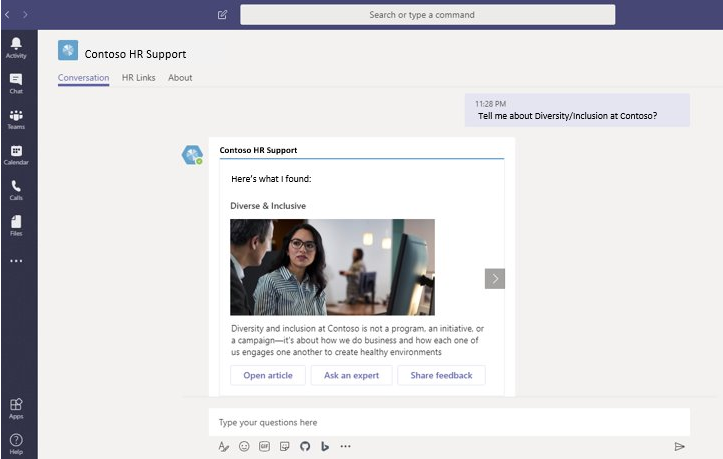 Search or type a command
Activity
Chat
Teams
Calendar
Calls
Files
Apps
Help
Contoso HR Support
Conversation HR Links About
11:28 PM
Tell me about Diversity/Inclusion at Contoso?
Contoso HR Support
Here's what I found:
Diverse & Inclusive
Diversity and inclusion at Contoso is not a program, an initiative, or
a campaign—it's about how we do business and how each one of
us engages one another to create healthy environments
Open article Ask an expert Share feedback
Type your questions here
GIF